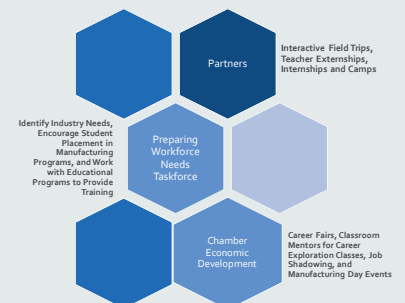 Partners
Interactive Field Trips,
Teacher Externships,
Internships and Camps
Identify Industry Needs,
Encourage Student
Placement in
Manufacturing
Programs, and Work
with Educational
Programs to Provide
Training
Preparing
Workforce
Needs
Taskforce
Chamber
Economic
Development
Career Fairs, Classroom
Mentors for Career
Exploration Classes, Job
Shadowing, and
Manufacturing Day Events